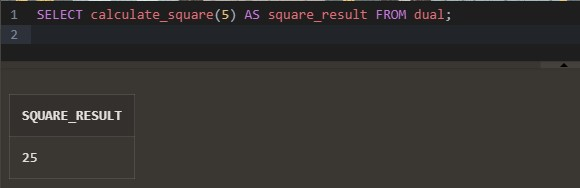 1 SELECT calculate_square(5) AS square_result FROM dual;
2
SQUARE_RESULT
25